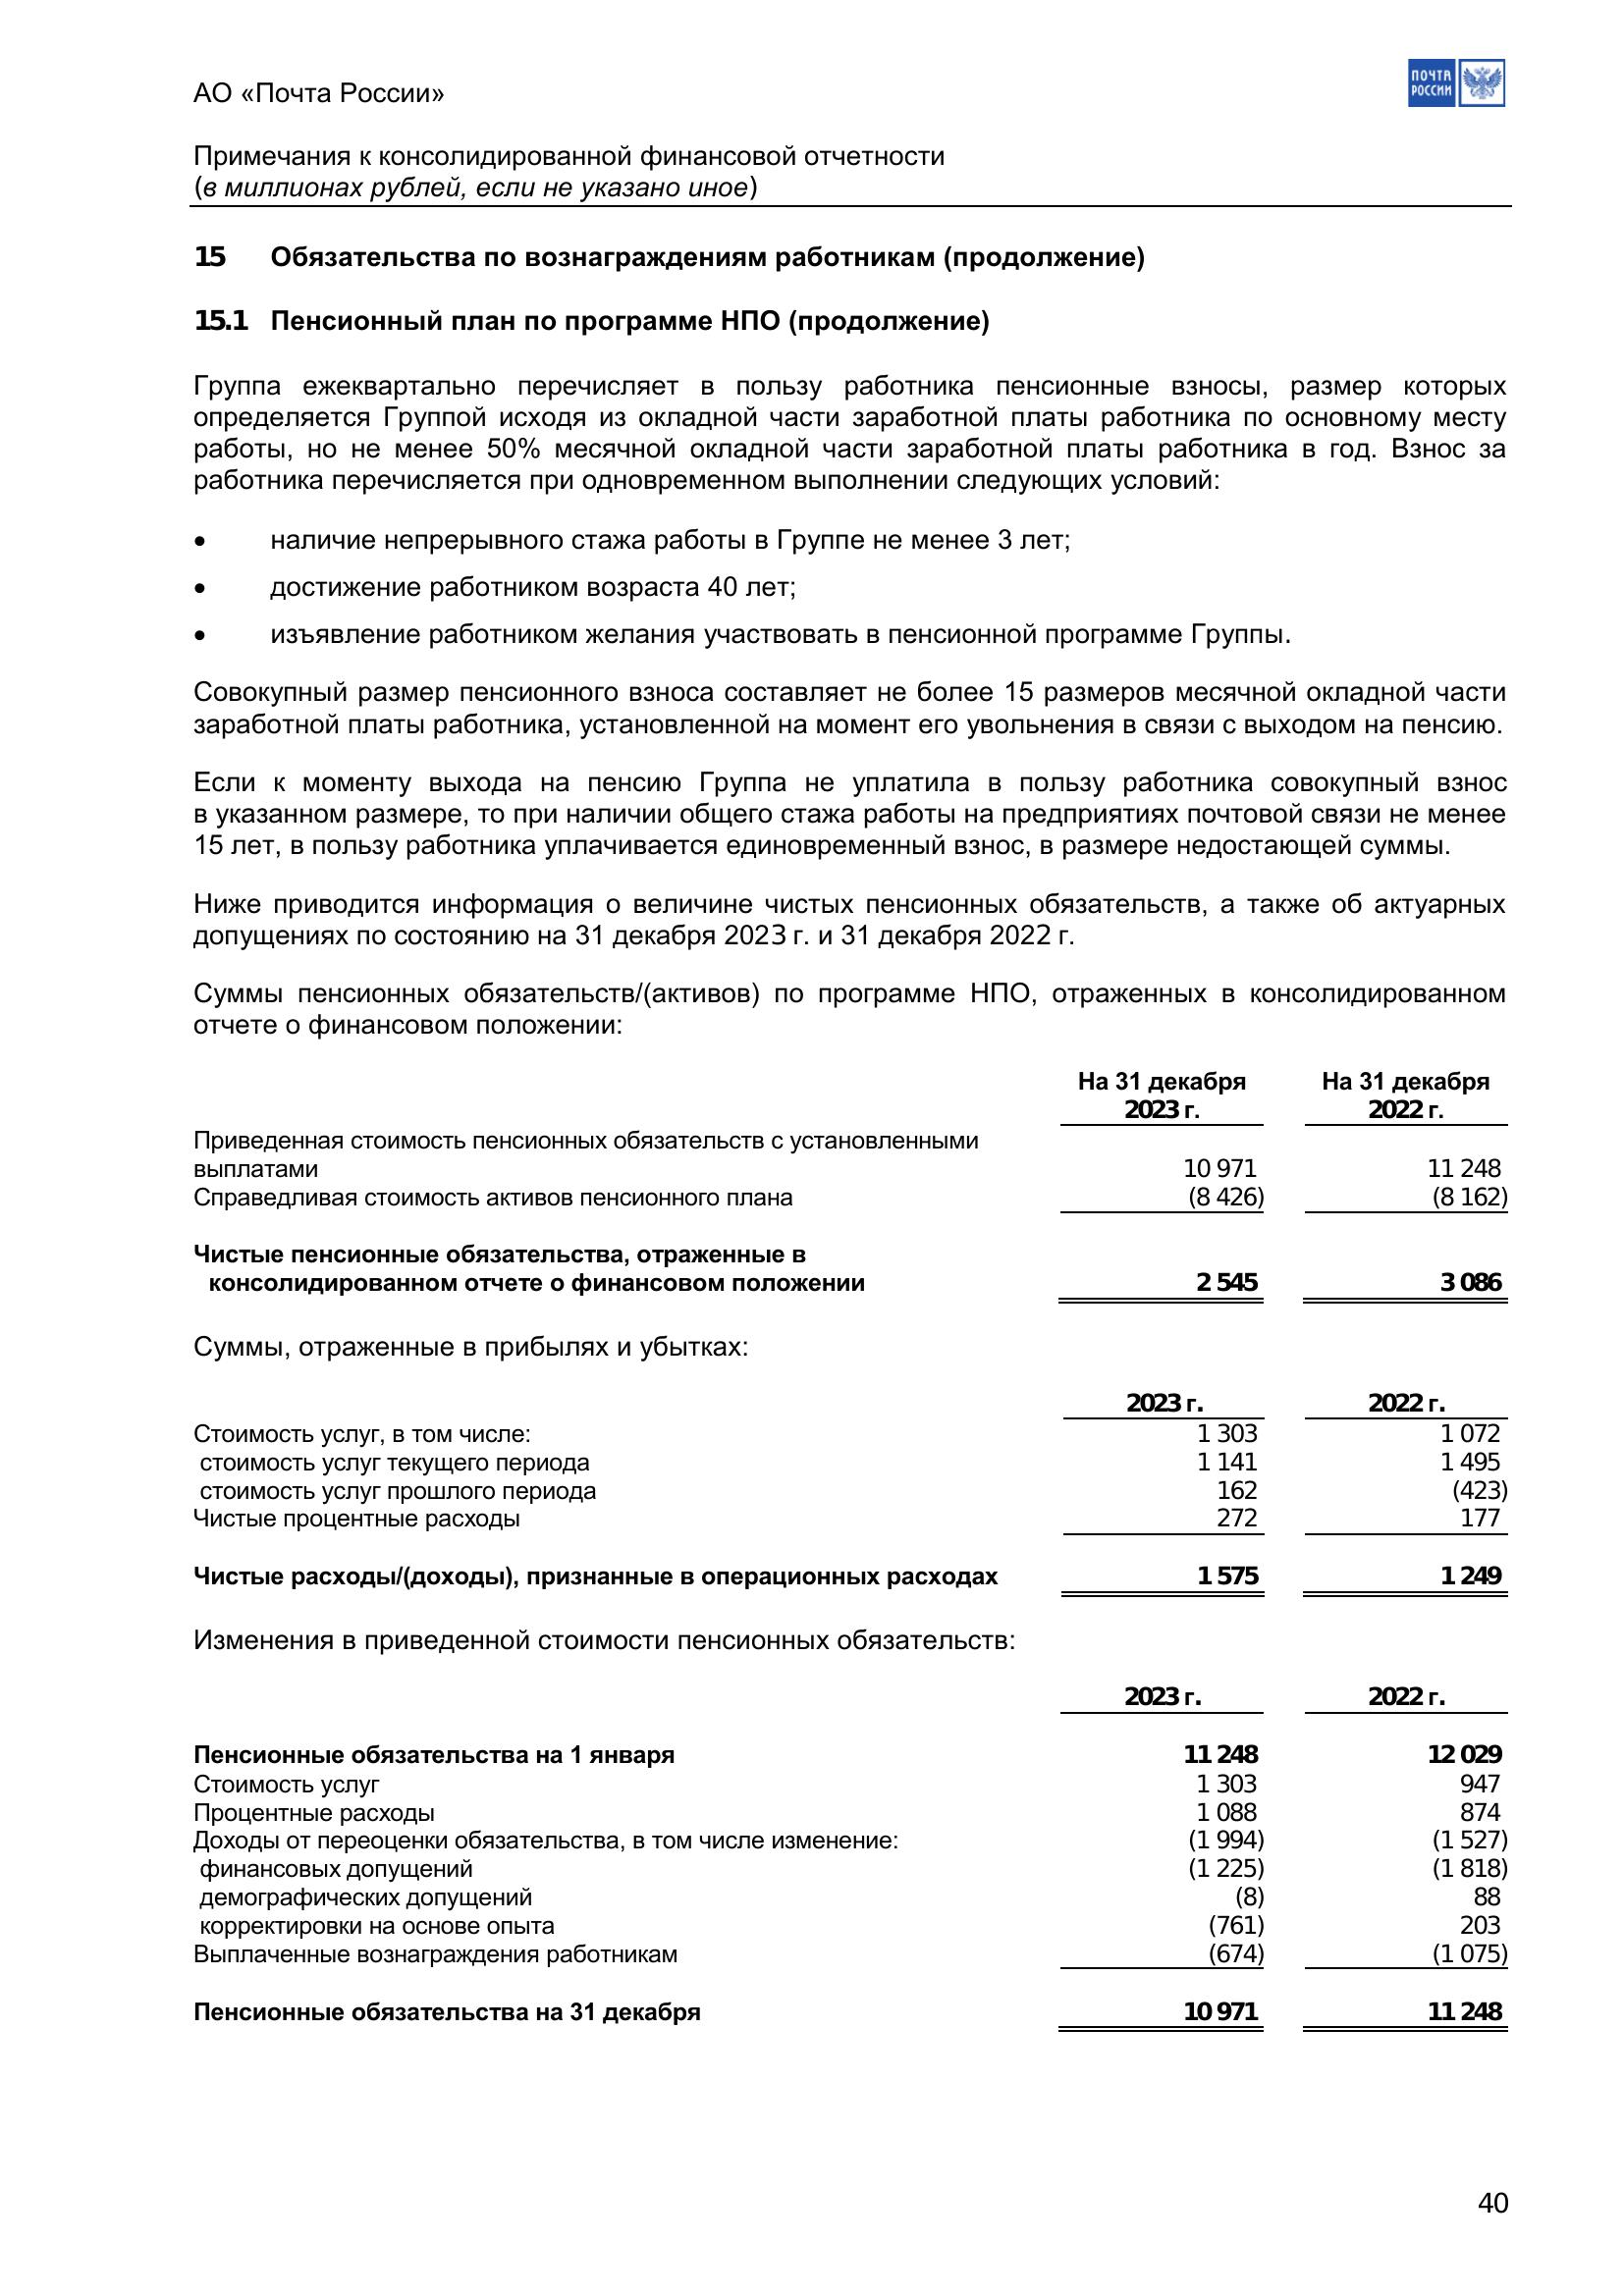 АО «Почта России»
ПОЧТА
РОССИИ
Примечания к консолидированной финансовой отчетности
(в миллионах рублей, если не указано иное)
15 Обязательства по вознаграждениям работникам (продолжение)
15.1 Пенсионный план по программе НПО (продолжение)
Группа ежеквартально перечисляет в пользу работника пенсионные взносы, размер которых
определяется Группой исходя из окладной части заработной платы работника по основному месту
работы, но не менее 50% месячной окладной части заработной платы работника в год. Взнос за
работника перечисляется при одновременном выполнении следующих условий:
• наличие непрерывного стажа работы в Группе не менее 3 лет;
• достижение работником возраста 40 лет;
• изъявление работником желания участвовать в пенсионной программе Группы.
Совокупный размер пенсионного взноса составляет не более 15 размеров месячной окладной части
заработной платы работника, установленной на момент его увольнения в связи с выходом на пенсию.
Если к моменту выхода на пенсию Группа не уплатила в пользу работника совокупный взнос
в указанном размере, то при наличии общего стажа работы на предприятиях почтовой связи не менее
15 лет, в пользу работника уплачивается единовременный взнос, в размере недостающей суммы.
Ниже приводится информация о величине чистых пенсионных обязательств, а также об актуарных
допущениях по состоянию на 31 декабря 2023 г. и 31 декабря 2022 г.
Суммы пенсионных обязательств/(активов) по программе НПО, отраженных в консолидированном
отчете о финансовом положении:
На 31 декабря На 31 декабря
2023 г. 2022 г.
Приведенная стоимость пенсионных обязательств с установленными
выплатами 10 971 11 248
Справедливая стоимость активов пенсионного плана (8 426) (8 162)
Чистые пенсионные обязательства, отраженные в
консолидированном отчете о финансовом положении 2 545 3 086
Суммы, отраженные в прибылях и убытках:
2023 г. 2022 г.
Стоимость услуг, в том числе: 1 303 1 072
стоимость услуг текущего периода 1 141 1 495
стоимость услуг прошлого периода 162 (423)
Чистые процентные расходы 272 177
Чистые расходы/(доходы), признанные в операционных расходах 1 575 1 249
Изменения в приведенной стоимости пенсионных обязательств:
2023 г. 2022 г.
Пенсионные обязательства на 1 января 11 248 12 029
Стоимость услуг 1 303 947
Процентные расходы 1 088 874
Доходы от переоценки обязательства, в том числе изменение: (1 994) (1 527)
финансовых допущений (1 225) (1 818)
демографических допущений (8) 88
корректировки на основе опыта (761) 203
Выплаченные вознаграждения работникам (674) (1 075)
Пенсионные обязательства на 31 декабря 10 971 11 248
40